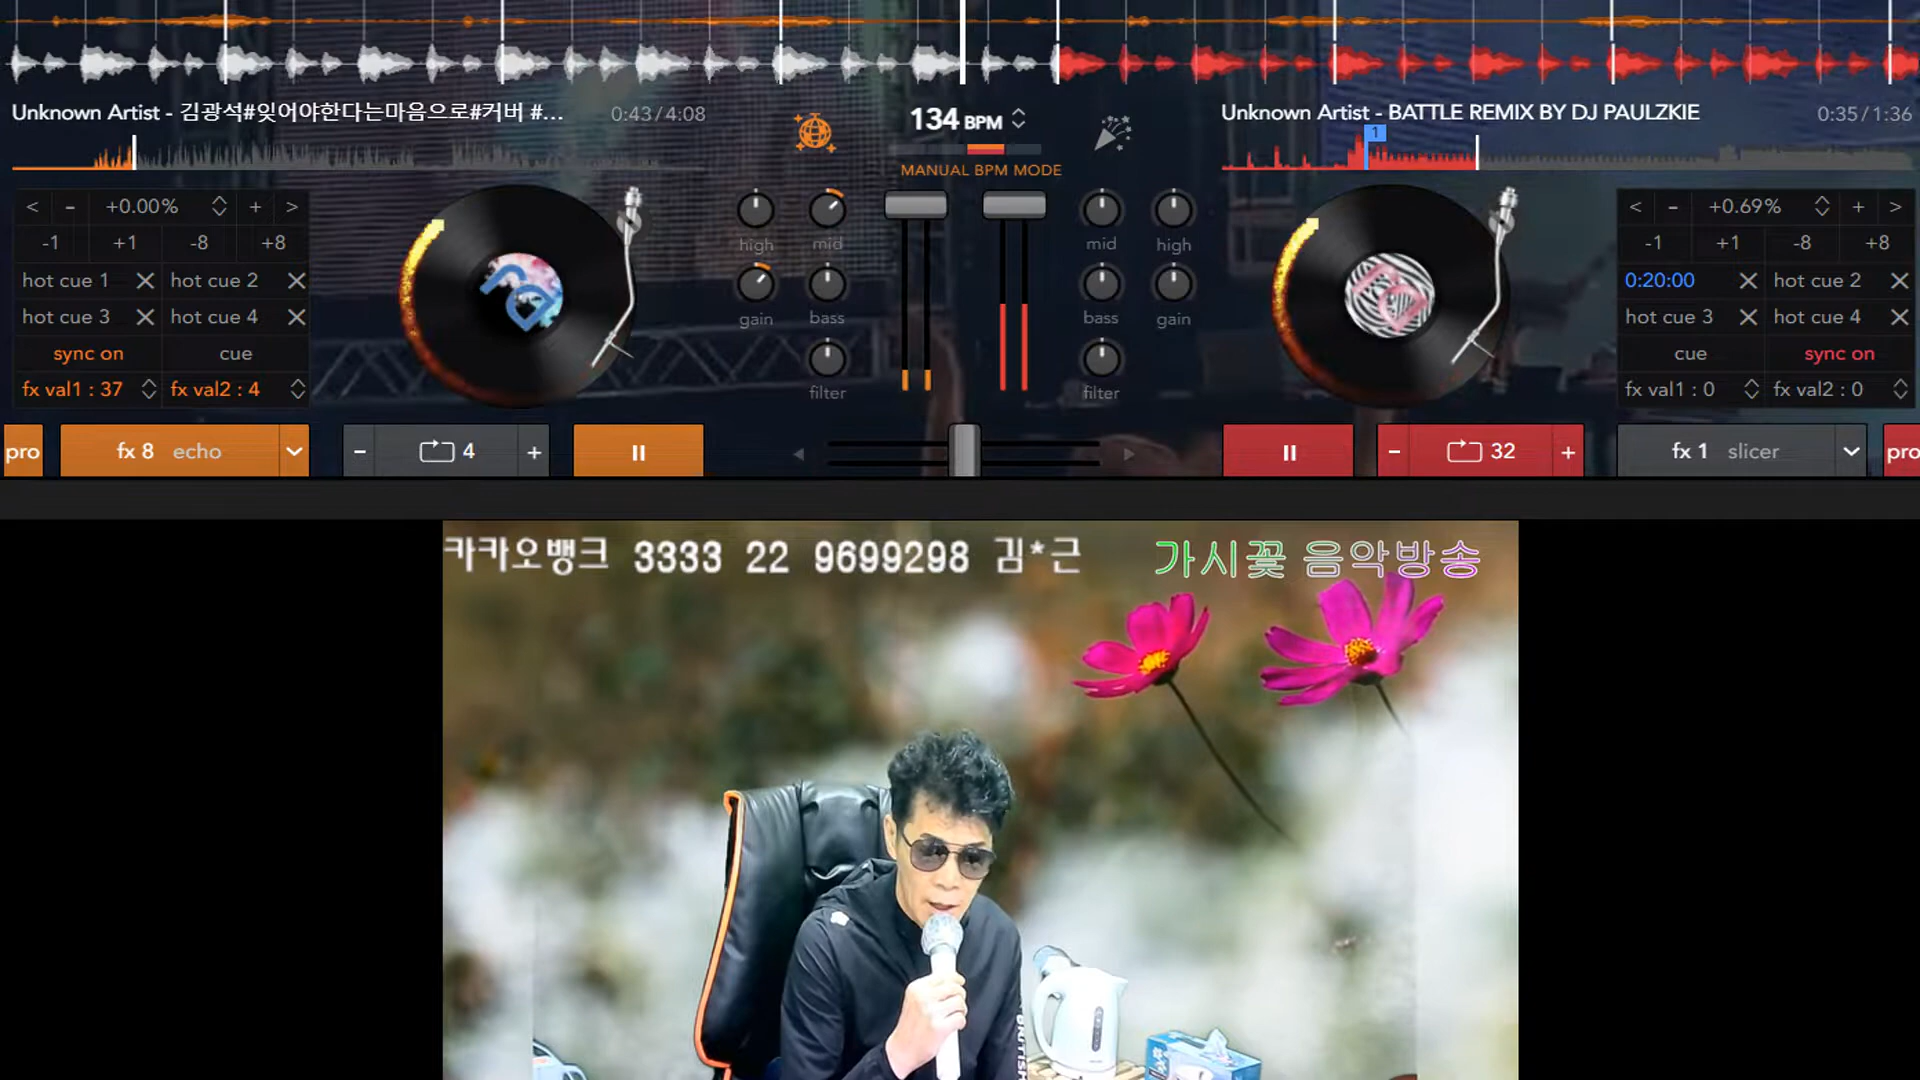 Unknown Artist - 김광석#잊어야한다는마음으로#커버 #...
0:43/4:08
134 BPM
MANUAL BPM MODE
Unknown Artist - BATTLE REMIX BY DJ PAULZKIE
0:35/1:36
1
< - +0.00% + >
-1 +1 -8 +8
hot cue 1 hot cue 2
hot cue 3 hot cue 4
sync on cue
fx val1 : 37 fx val2 : 4
high mid
gain bass
filter
mid high
bass gain
filter
< - +0.69% + >
-1 +1 -8 +8
0:20:00 hot cue 2
hot cue 3 hot cue 4
cue sync on
fx val1 : 0 fx val2 : 0
pro
fx 8 echo
- 4 +
- 32 +
fx 1 slicer
pro
카카오뱅크 3333 22 9699298 김*근
가시꽃 음악방송